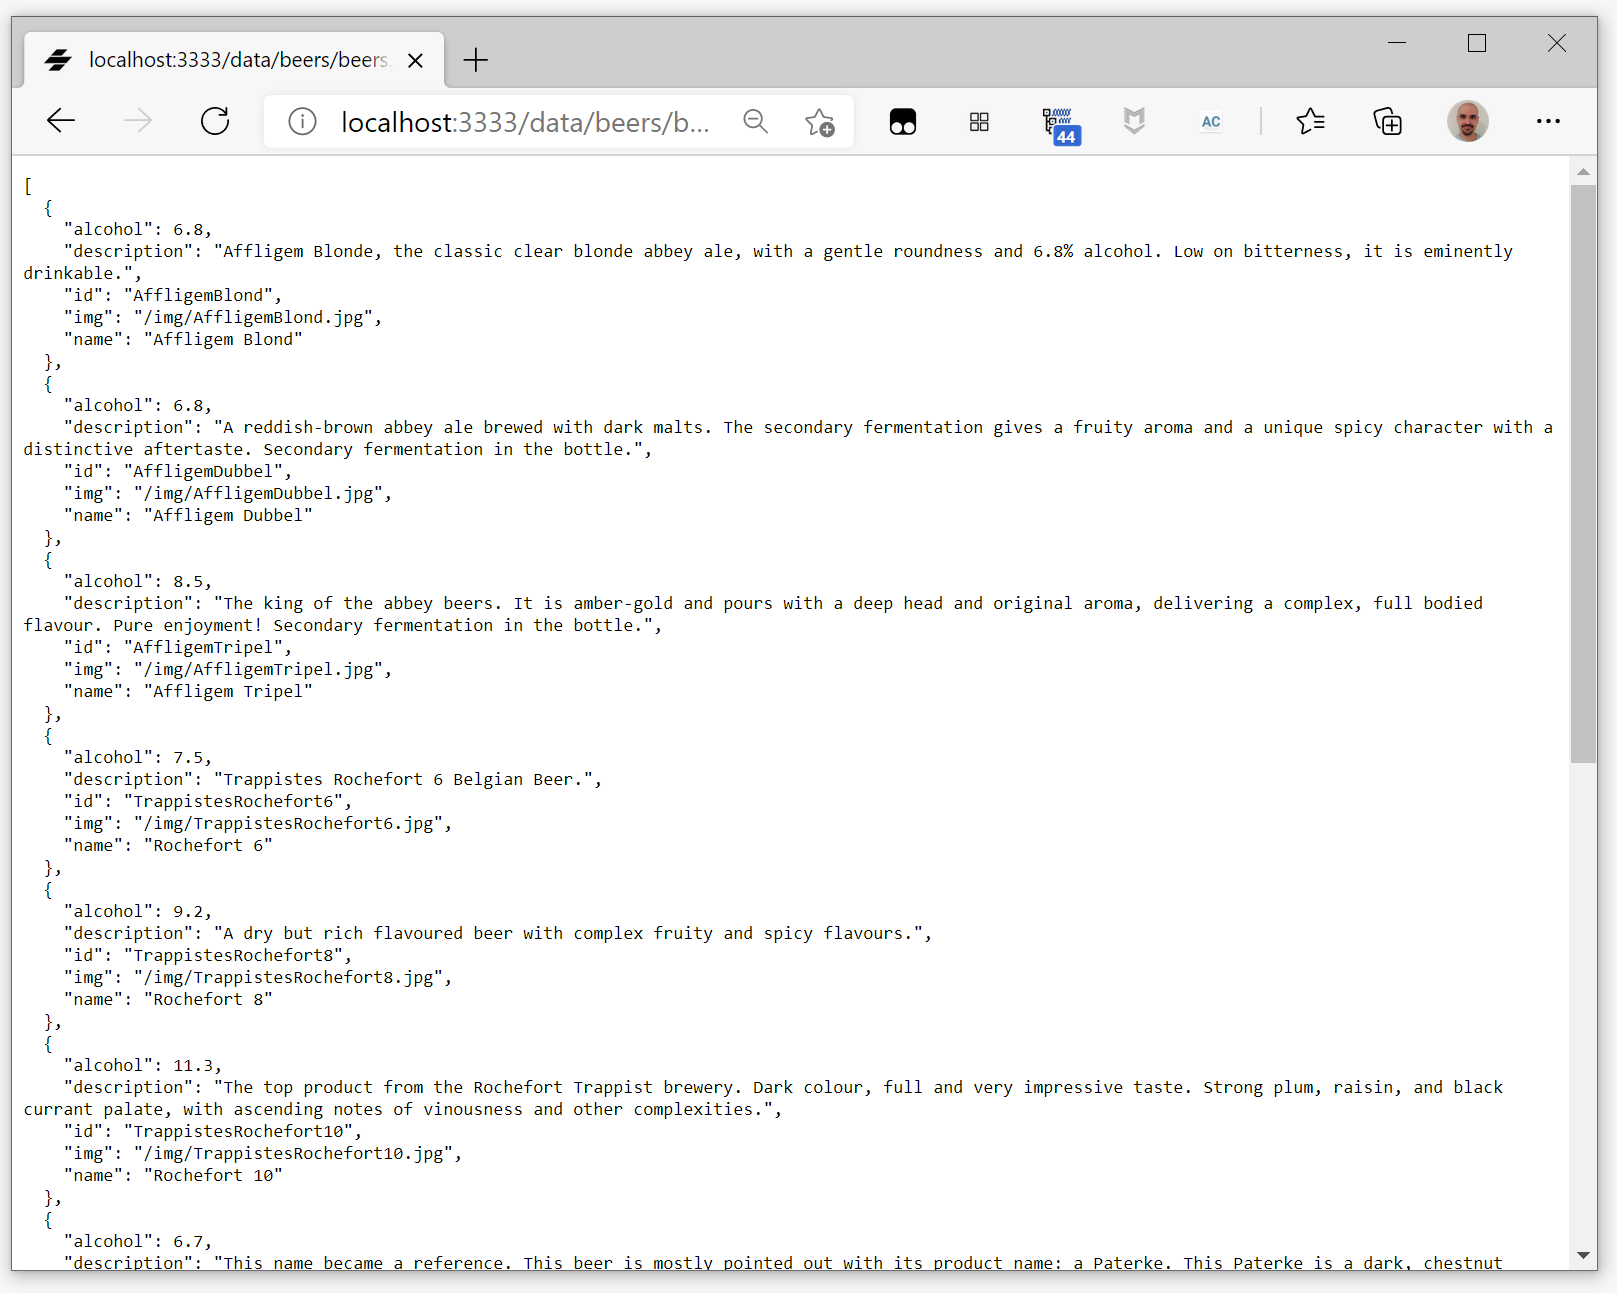 localhost:3333/data/beers/beers
localhost:3333/data/beers/b...
44
AC
[
  {
    "alcohol": 6.8,
    "description": "Affligem Blonde, the classic clear blonde abbey ale, with a gentle roundness and 6.8% alcohol. Low on bitterness, it is eminently
drinkable.",
    "id": "AffligemBlond",
    "img": "/img/AffligemBlond.jpg",
    "name": "Affligem Blond"
  },
  {
    "alcohol": 6.8,
    "description": "A reddish-brown abbey ale brewed with dark malts. The secondary fermentation gives a fruity aroma and a unique spicy character with a
distinctive aftertaste. Secondary fermentation in the bottle.",
    "id": "AffligemDubbel",
    "img": "/img/AffligemDubbel.jpg",
    "name": "Affligem Dubbel"
  },
  {
    "alcohol": 8.5,
    "description": "The king of the abbey beers. It is amber-gold and pours with a deep head and original aroma, delivering a complex, full bodied
flavour. Pure enjoyment! Secondary fermentation in the bottle.",
    "id": "AffligemTripel",
    "img": "/img/AffligemTripel.jpg",
    "name": "Affligem Tripel"
  },
  {
    "alcohol": 7.5,
    "description": "Trappistes Rochefort 6 Belgian Beer.",
    "id": "TrappistesRochefort6",
    "img": "/img/TrappistesRochefort6.jpg",
    "name": "Rochefort 6"
  },
  {
    "alcohol": 9.2,
    "description": "A dry but rich flavoured beer with complex fruity and spicy flavours.",
    "id": "TrappistesRochefort8",
    "img": "/img/TrappistesRochefort8.jpg",
    "name": "Rochefort 8"
  },
  {
    "alcohol": 11.3,
    "description": "The top product from the Rochefort Trappist brewery. Dark colour, full and very impressive taste. Strong plum, raisin, and black
currant palate, with ascending notes of vinousness and other complexities.",
    "id": "TrappistesRochefort10",
    "img": "/img/TrappistesRochefort10.jpg",
    "name": "Rochefort 10"
  },
  {
    "alcohol": 6.7,
    "description": "This name became a reference. This beer is mostly pointed out with its product name: a Paterke. This Paterke is a dark, chestnut